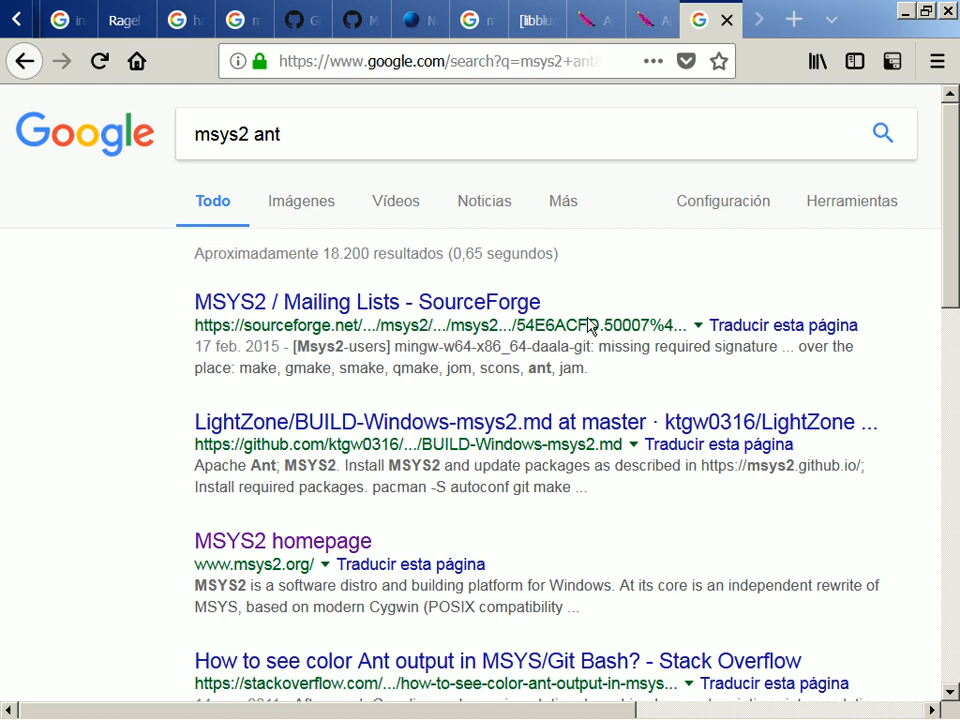 in
Ragel
ha
m
G
M
N
m
[libblu
A
Ap
https://www.google.com/search?q=msys2+ant&
Google
msys2 ant
Todo Imágenes Vídeos Noticias Más Configuración Herramientas
Aproximadamente 18.200 resultados (0,65 segundos)
MSYS2 / Mailing Lists - SourceForge
https://sourceforge.net/.../msys2/.../msys2.../54E6ACFD.50007%4... Traducir esta página
17 feb. 2015 - [Msys2-users] mingw-w64-x86_64-daala-git: missing required signature ... over the
place: make, gmake, smake, qmake, jom, scons, ant, jam.
LightZone/BUILD-Windows-msys2.md at master · ktgw0316/LightZone ...
https://github.com/ktgw0316/.../BUILD-Windows-msys2.md Traducir esta página
Apache Ant; MSYS2. Install MSYS2 and update packages as described in https://msys2.github.io/;
Install required packages. pacman -S autoconf git make ...
MSYS2 homepage
www.msys2.org/ Traducir esta página
MSYS2 is a software distro and building platform for Windows. At its core is an independent rewrite of
MSYS, based on modern Cygwin (POSIX compatibility ...
How to see color Ant output in MSYS/Git Bash? - Stack Overflow
https://stackoverflow.com/.../how-to-see-color-ant-output-in-msys... Traducir esta página